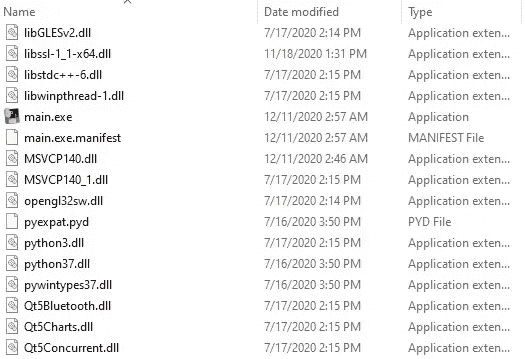 Name Date modified Type
libGLESv2.dll 7/17/2020 2:14 PM Application exten...
libssl-1_1-x64.dll 11/18/2020 1:31 PM Application exten...
libstdc++-6.dll 7/17/2020 2:15 PM Application exten...
libwinpthread-1.dll 7/17/2020 2:15 PM Application exten...
main.exe 12/11/2020 2:57 AM Application
main.exe.manifest 12/11/2020 2:57 AM MANIFEST File
MSVCP140.dll 12/11/2020 2:46 AM Application exten...
MSVCP140_1.dll 7/17/2020 2:15 PM Application exten...
opengl32sw.dll 7/17/2020 2:14 PM Application exten...
pyexpat.pyd 7/16/2020 3:50 PM PYD File
python3.dll 7/17/2020 2:15 PM Application exten...
python37.dll 7/16/2020 3:50 PM Application exten...
pywintypes37.dll 7/16/2020 3:50 PM Application exten...
Qt5Bluetooth.dll 7/17/2020 2:15 PM Application exten...
Qt5Charts.dll 7/17/2020 2:15 PM Application exten...
Qt5Concurrent.dll 7/17/2020 2:15 PM Application exten...